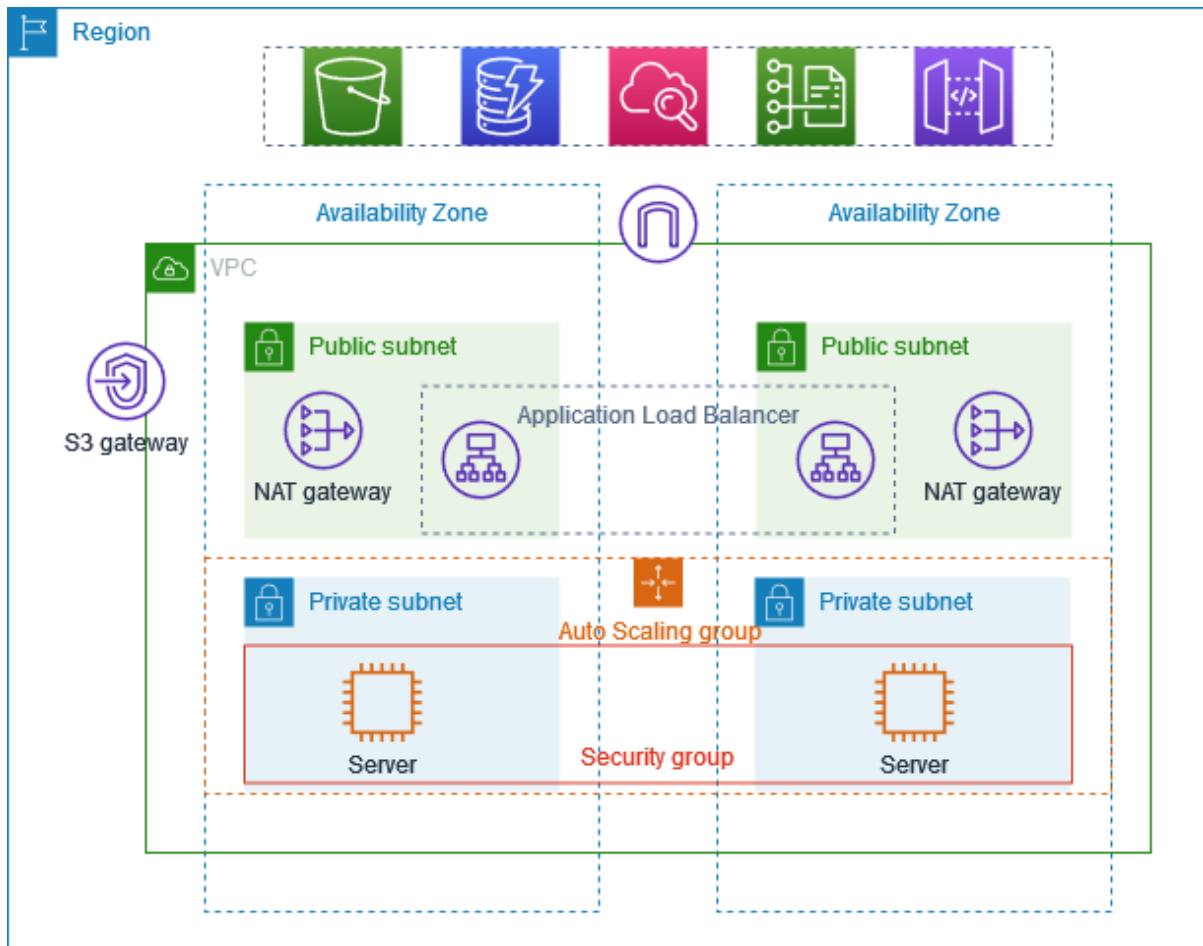 Region
Availability Zone
Availability Zone
VPC
Public subnet
Public subnet
S3 gateway
Application Load Balancer
NAT gateway
NAT gateway
Private subnet
Private subnet
Auto Scaling group
Security group
Server
Server